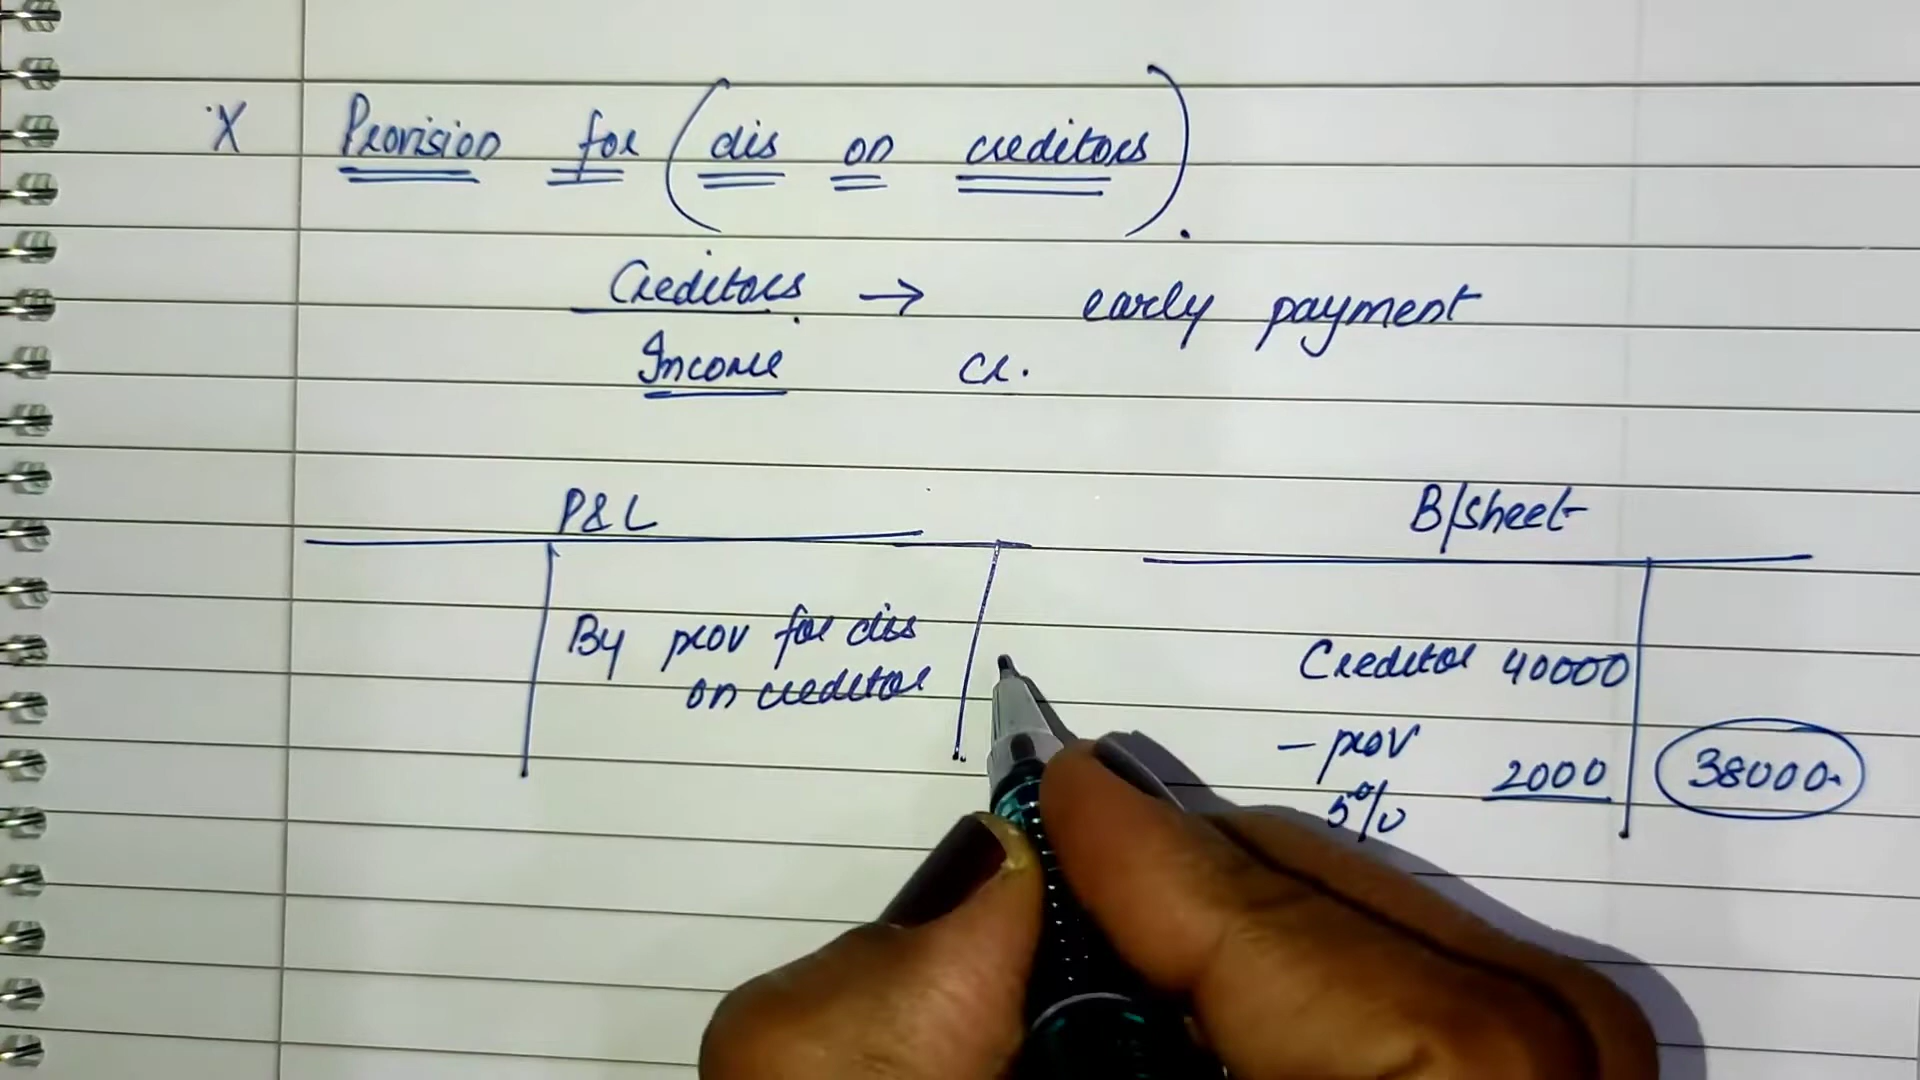 X Provision for (dis on creditors).
Creditors → early payment
Income Cr.
P&L
By prov for diss
on creditor
B/Sheet
Creditor 40000
- prov 2000 38000
5%